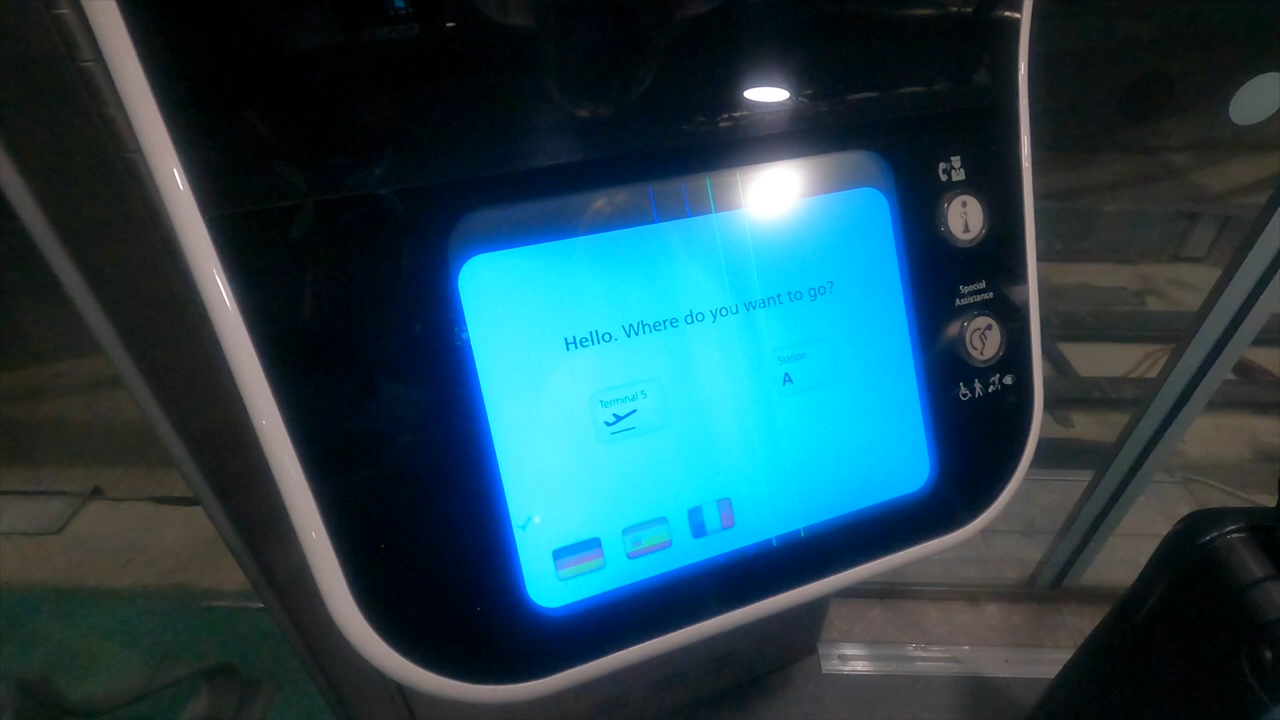 Hello. Where do you want to go?
Terminal 5
Station
A
i
Special
Assistance